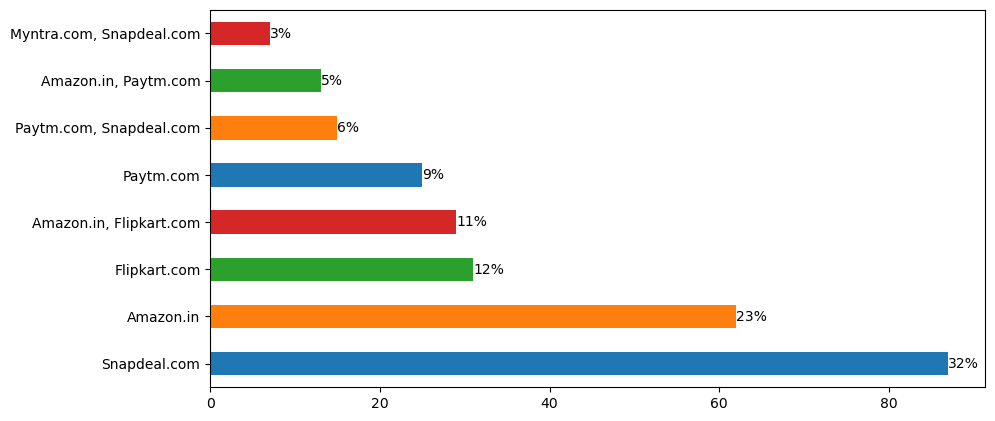 Myntra.com, Snapdeal.com 3%
Amazon.in, Paytm.com 5%
Paytm.com, Snapdeal.com 6%
Paytm.com 9%
Amazon.in, Flipkart.com 11%
Flipkart.com 12%
Amazon.in 23%
Snapdeal.com 32%
0 20 40 60 80